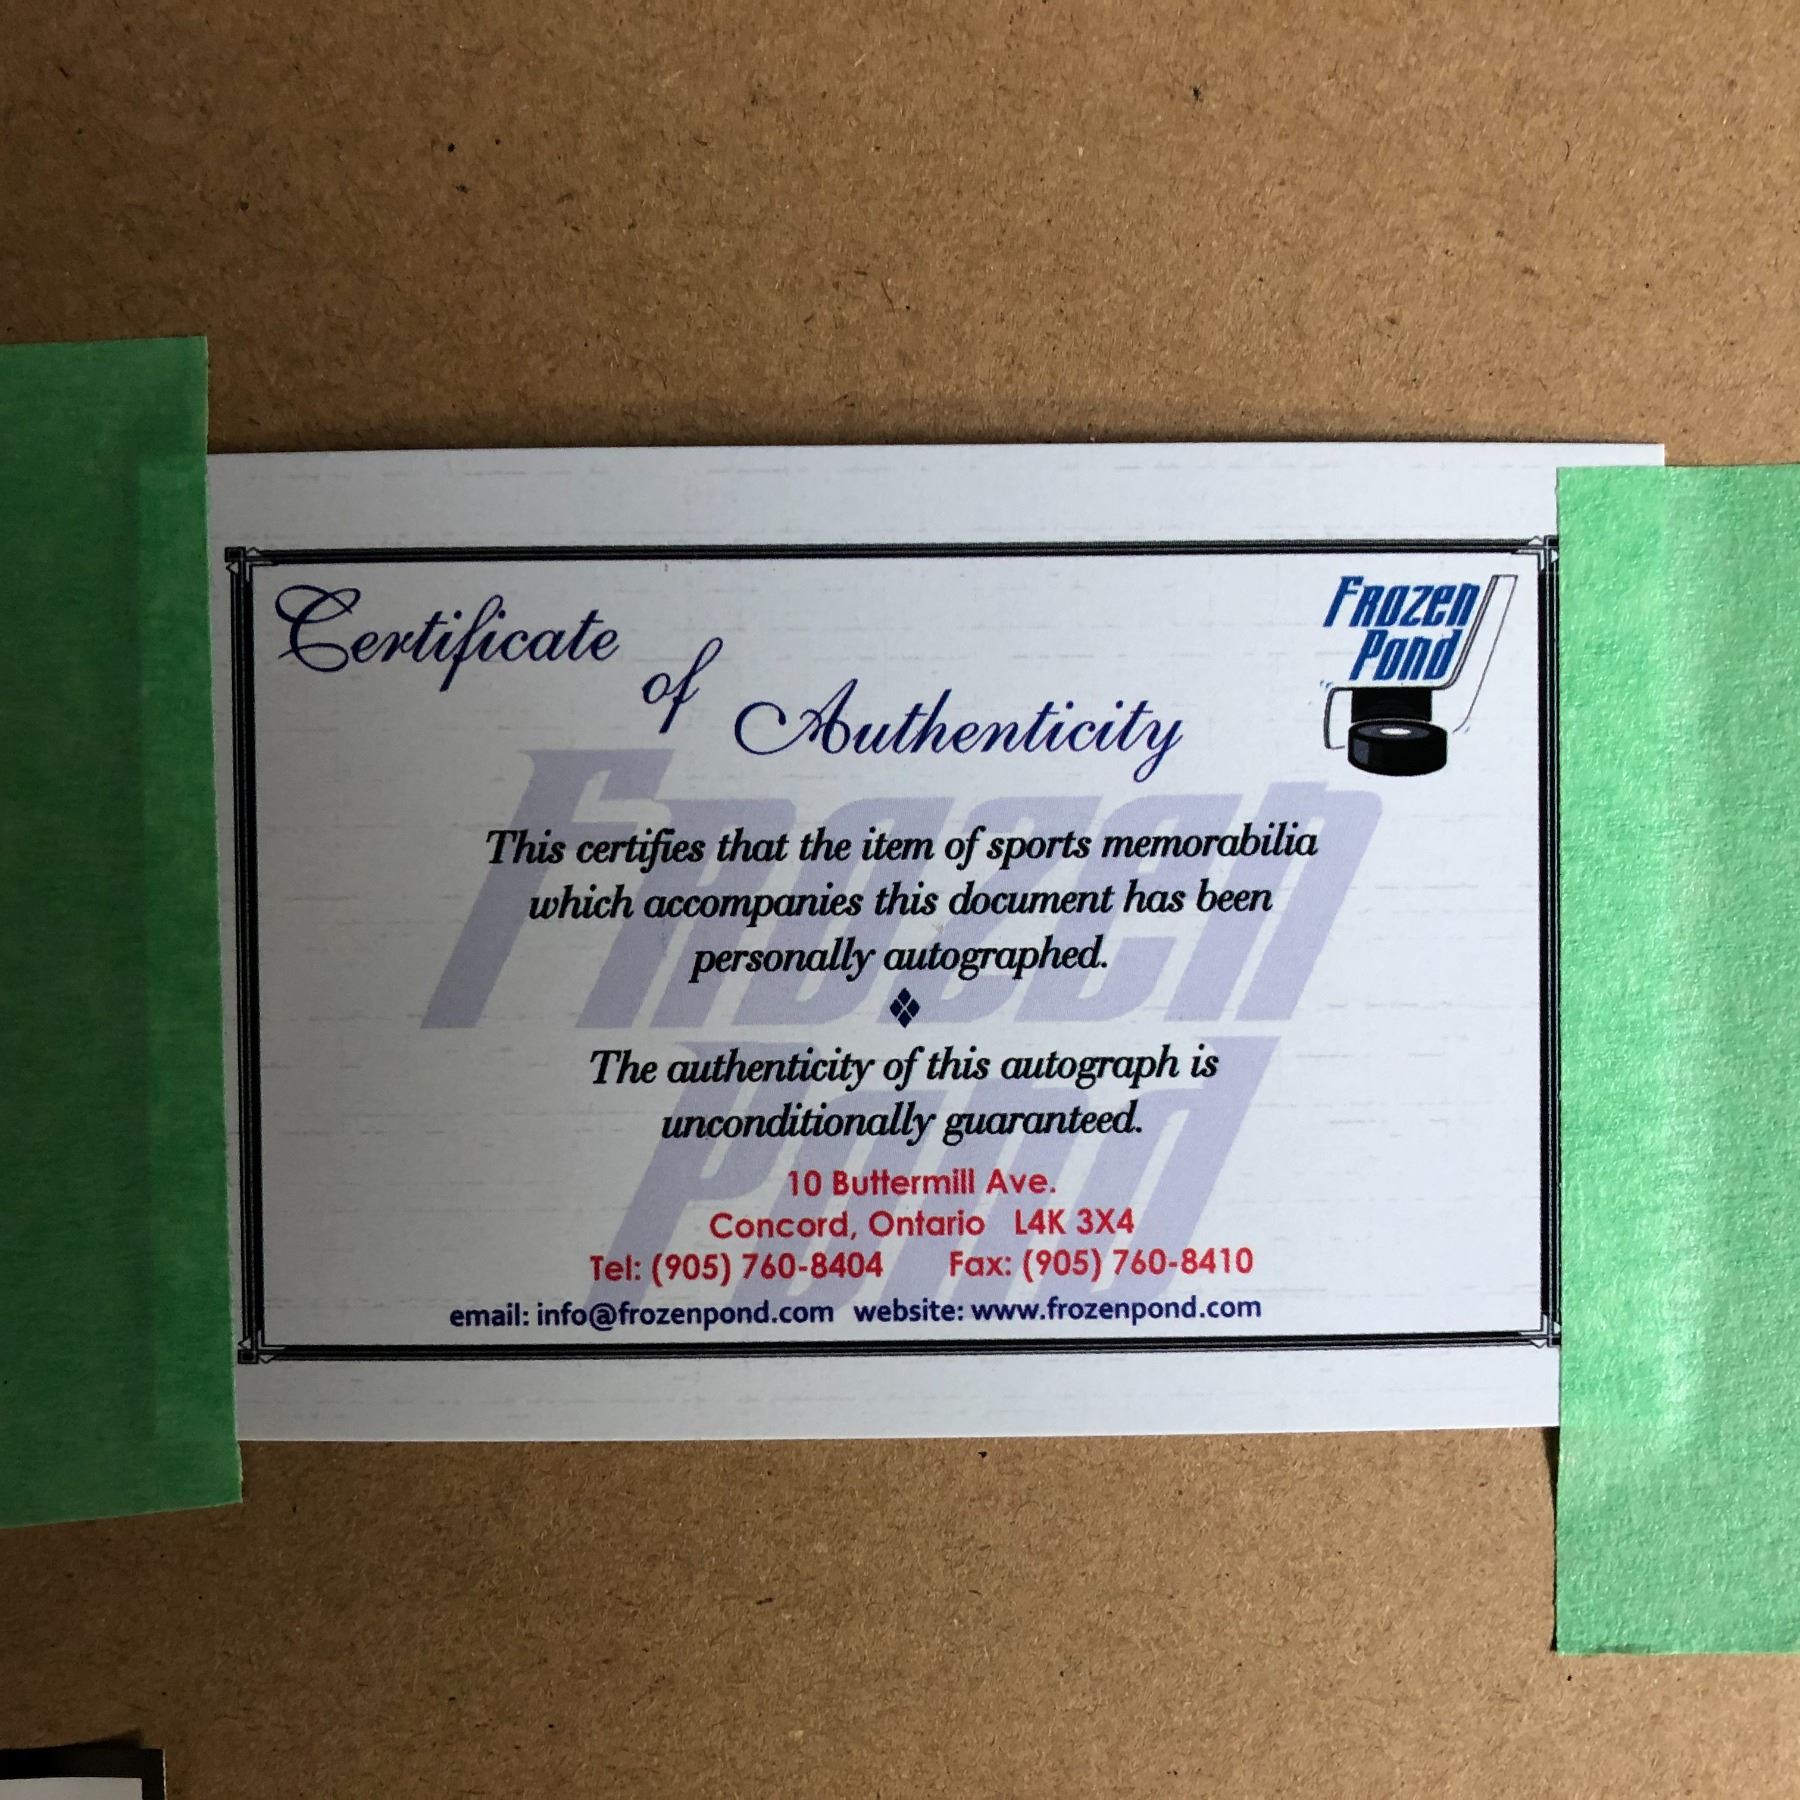 Certificate
of
Authenticity
Frozen
Pond
Frozen
Pond
This certifies that the item of sports memorabilia
which accompanies this document has been
personally autographed.
The authenticity of this autograph is
unconditionally guaranteed.
10 Buttermill Ave.
Concord, Ontario L4K 3X4
Tel: (905) 760-8404 Fax: (905) 760-8410
email: info@frozenpond.com website: www.frozenpond.com